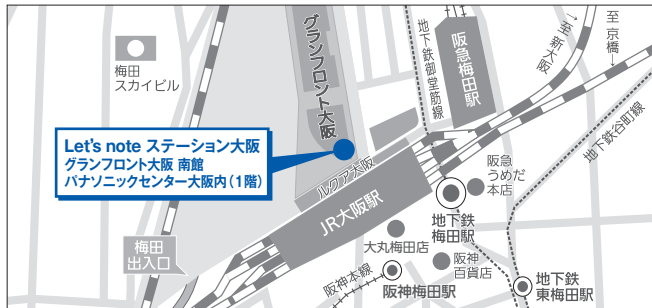 梅田
スカイビル
グランフロント大阪
地下鉄御堂筋線
阪急梅田駅
→至 新大阪
至 京橋→
地下鉄谷町線
Let's note ステーション大阪
グランフロント大阪 南館
パナソニックセンター大阪内(1階)
ルクア大阪
JR大阪駅
阪急
うめだ
本店
地下鉄
梅田駅
大丸梅田店
阪神
百貨店
梅田
出入口
阪神本線
阪神梅田駅
地下鉄
東梅田駅